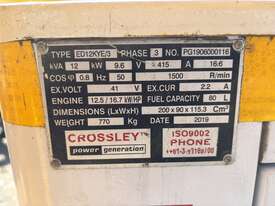 TYPE ED12KYE/3 PHASE 3 NO. PG1906000116
kVA 12 kW 9.6 V 415 A 16.6
COS φ 0.8 Hz 50 1500 R/min
EX.VOLT 41 V EX.CUR 2.2 A
ENGINE 12.5 / 16.7 kW/HP FUEL CAPACITY 80 L
DIMENSIONS (LxWxH) 200 x 90 x 115.3 Cm³
WEIGHT 770 Kg DATE 2019
CROSSLEY
power generation
ISO9002
PHONE